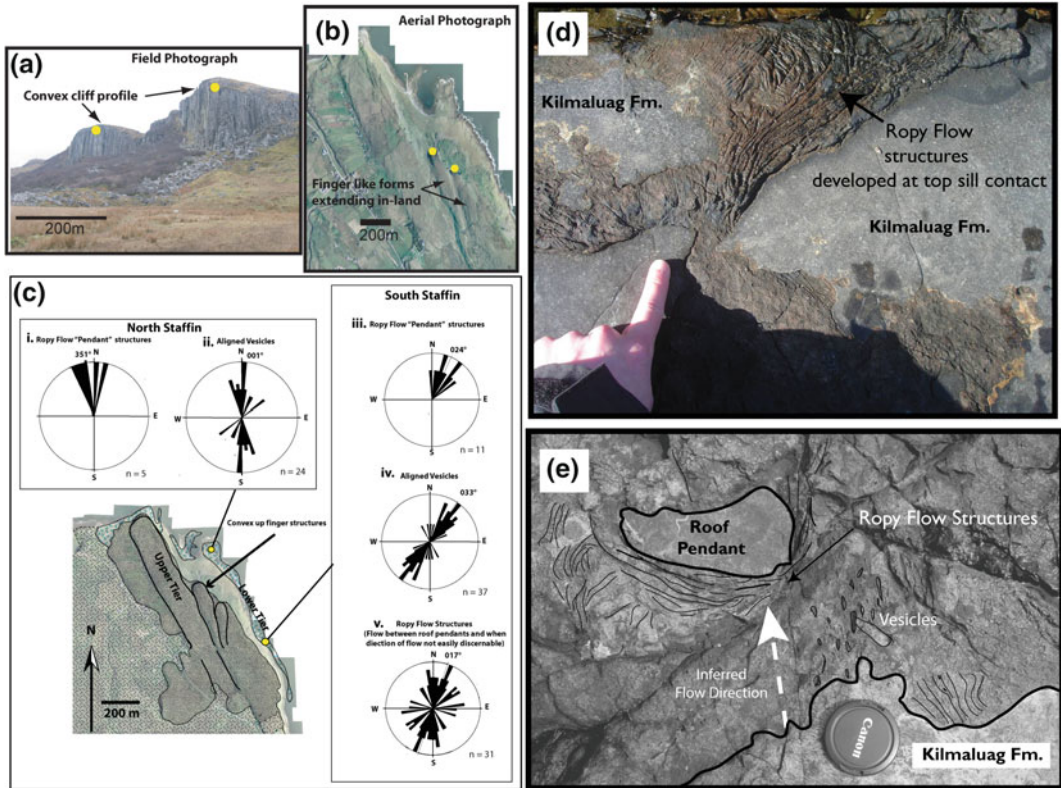 (a)
Field Photograph
Convex cliff profile
200m
(b)
Aerial Photograph
Finger like forms
extending in-land
200m
(c)
North Staffin
i. Ropy Flow "Pendant" structures
351°
N
W
E
S
n = 5
ii. Aligned Vesicles
001°
N
W
E
S
n = 24
South Staffin
iii. Ropy Flow "Pendant" structures
N
024°
W
E
S
n = 11
iv. Aligned Vesicles
N
033°
W
E
S
n = 37
v. Ropy Flow Structures
(Flow between roof pendants and when
direction of flow not easily discernable)
N
017°
W
E
S
n = 31
Convex up finger structures
Upper Tier
Lower Tier
N
200 m
(d)
Kilmaluag Fm.
Ropy Flow
structures
developed at top sill contact
Kilmaluag Fm.
(e)
Roof
Pendant
Ropy Flow Structures
Vesicles
Inferred
Flow Direction
Canon
Kilmaluag Fm.